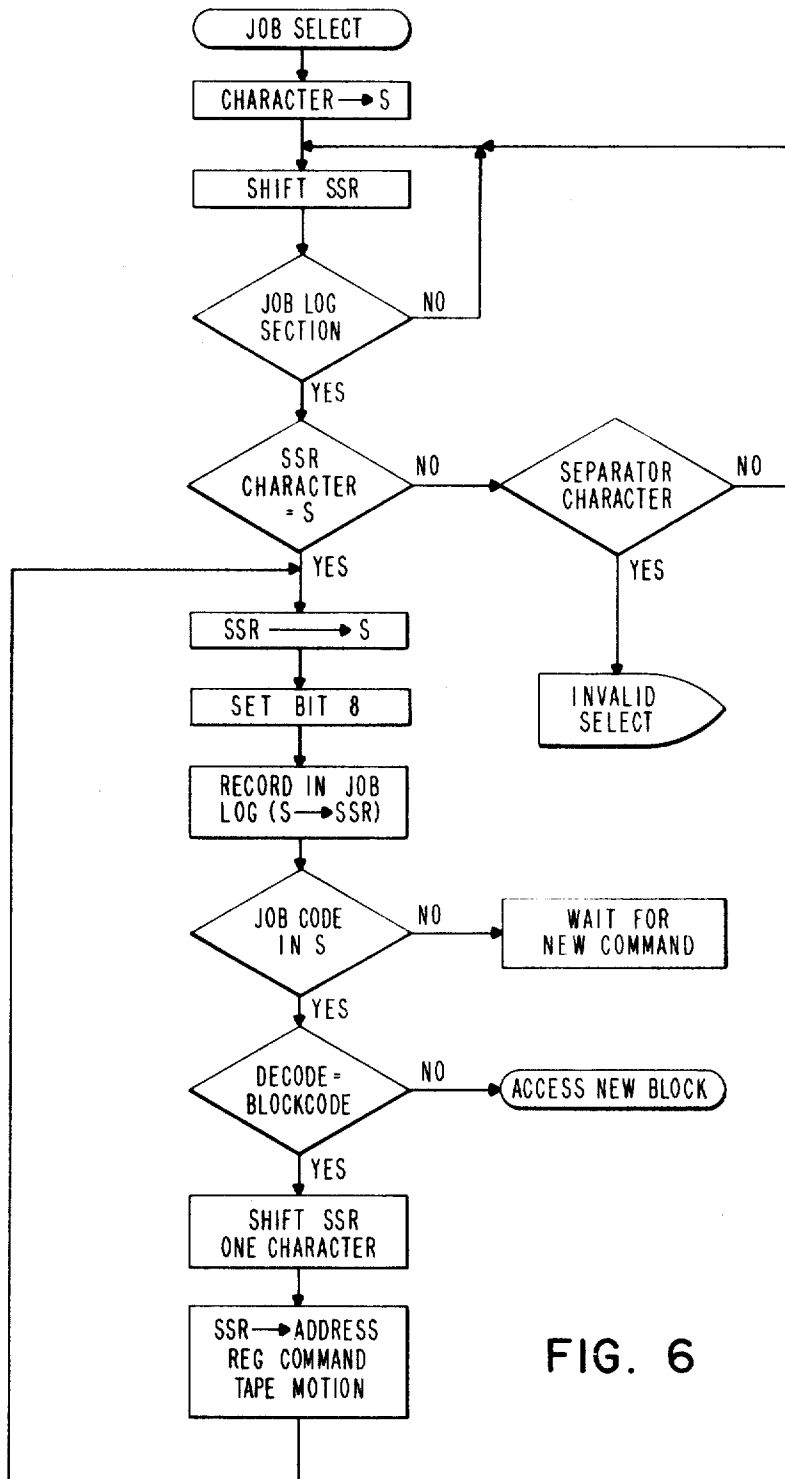 JOB SELECT
CHARACTER → S
SHIFT SSR
JOB LOG
SECTION
NO
YES
SSR
CHARACTER
= S
NO
SEPARATOR
CHARACTER
NO
YES
YES
SSR → S
INVALID
SELECT
SET BIT 8
RECORD IN JOB
LOG (S → SSR)
JOB CODE
IN S
NO
WAIT FOR
NEW COMMAND
YES
DECODE =
BLOCKCODE
NO
ACCESS NEW BLOCK
YES
SHIFT SSR
ONE CHARACTER
SSR → ADDRESS
REG COMMAND
TAPE MOTION
FIG. 6